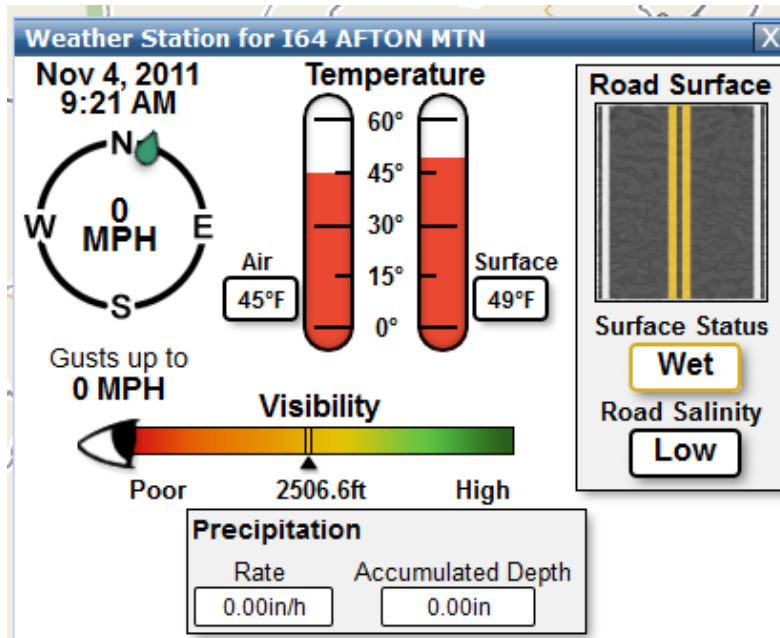 Weather Station for I64 AFTON MTN
X
Nov 4, 2011
9:21 AM
N
W
E
S
0
MPH
Gusts up to
0 MPH
Temperature
60°
45°
30°
15°
0°
Air
45°F
Surface
49°F
Road Surface
Surface Status
Wet
Road Salinity
Low
Visibility
Poor
2506.6ft
High
Precipitation
Rate
Accumulated Depth
0.00in/h
0.00in